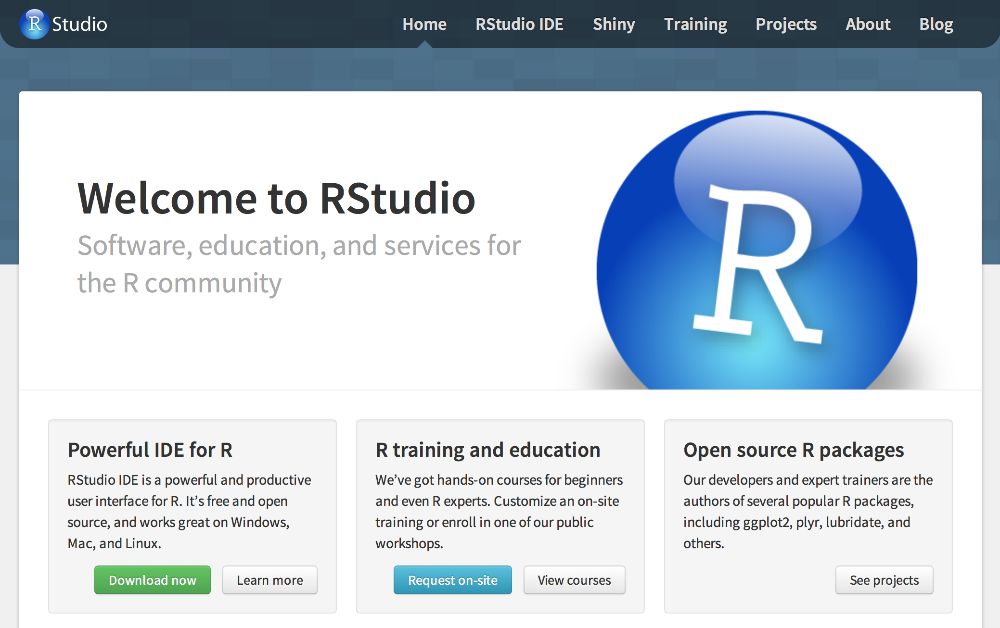 R Studio
Home RStudio IDE Shiny Training Projects About Blog
Welcome to RStudio
Software, education, and services for
the R community
R
Powerful IDE for R
RStudio IDE is a powerful and productive
user interface for R. It’s free and open
source, and works great on Windows,
Mac, and Linux.
Download now
Learn more
R training and education
We’ve got hands-on courses for beginners
and even R experts. Customize an on-site
training or enroll in one of our public
workshops.
Request on-site
View courses
Open source R packages
Our developers and expert trainers are the
authors of several popular R packages,
including ggplot2, plyr, lubridate, and
others.
See projects